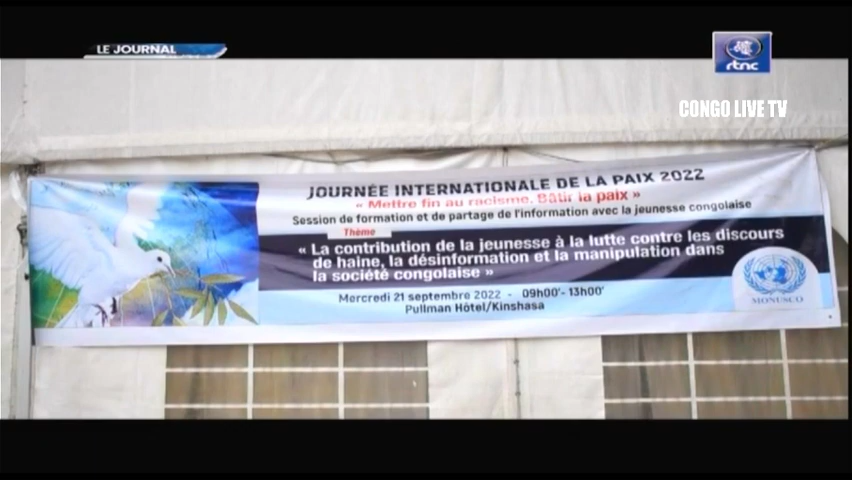 LE JOURNAL
rtnc
CONGO LIVE TV
JOURNÉE INTERNATIONALE DE LA PAIX 2022
« Mettre fin au racisme. Bâtir la paix »
Session de formation et de partage de l'information avec la jeunesse congolaise
Thème
« La contribution de la jeunesse à la lutte contre les discours
de haine, la désinformation et la manipulation dans
la société congolaise »
Mercredi 21 septembre 2022 - 09h00'- 13h00'
Pullman Hôtel/Kinshasa
MONUSCO